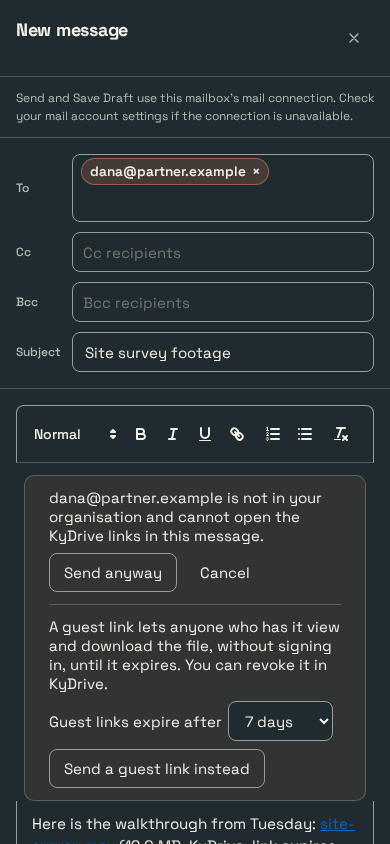 New message
Send and Save Draft use this mailbox's mail connection. Check
your mail account settings if the connection is unavailable.
To
dana@partner.example ×
Cc
Cc recipients
Bcc
Bcc recipients
Subject
Site survey footage
Normal
dana@partner.example is not in your
organisation and cannot open the
KyDrive links in this message.
Send anyway
Cancel
A guest link lets anyone who has it view
and download the file, without signing
in, until it expires. You can revoke it in
KyDrive.
Guest links expire after
7 days
Send a guest link instead
Here is the walkthrough from Tuesday: site-